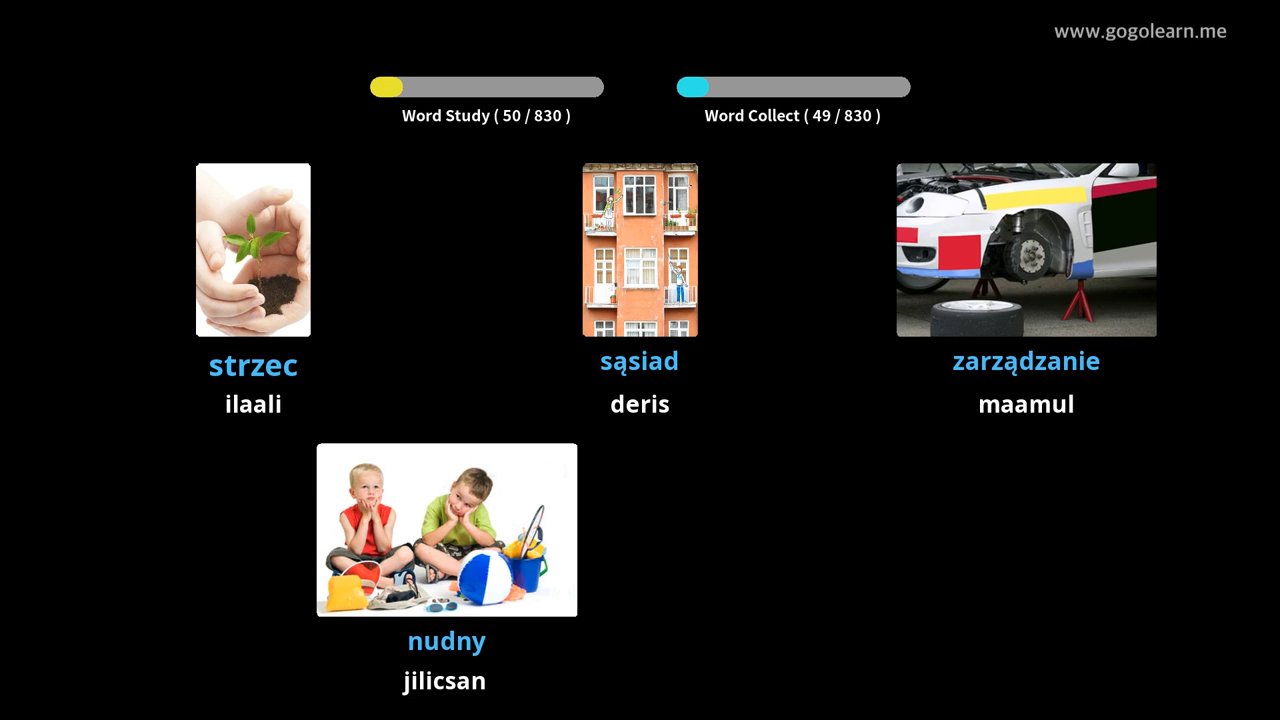 www.gogolearn.me
Word Study ( 50 / 830 )
Word Collect ( 49 / 830 )
strzec
sąsiad
zarządzanie
ilaali
deris
maamul
nudny
jilicsan